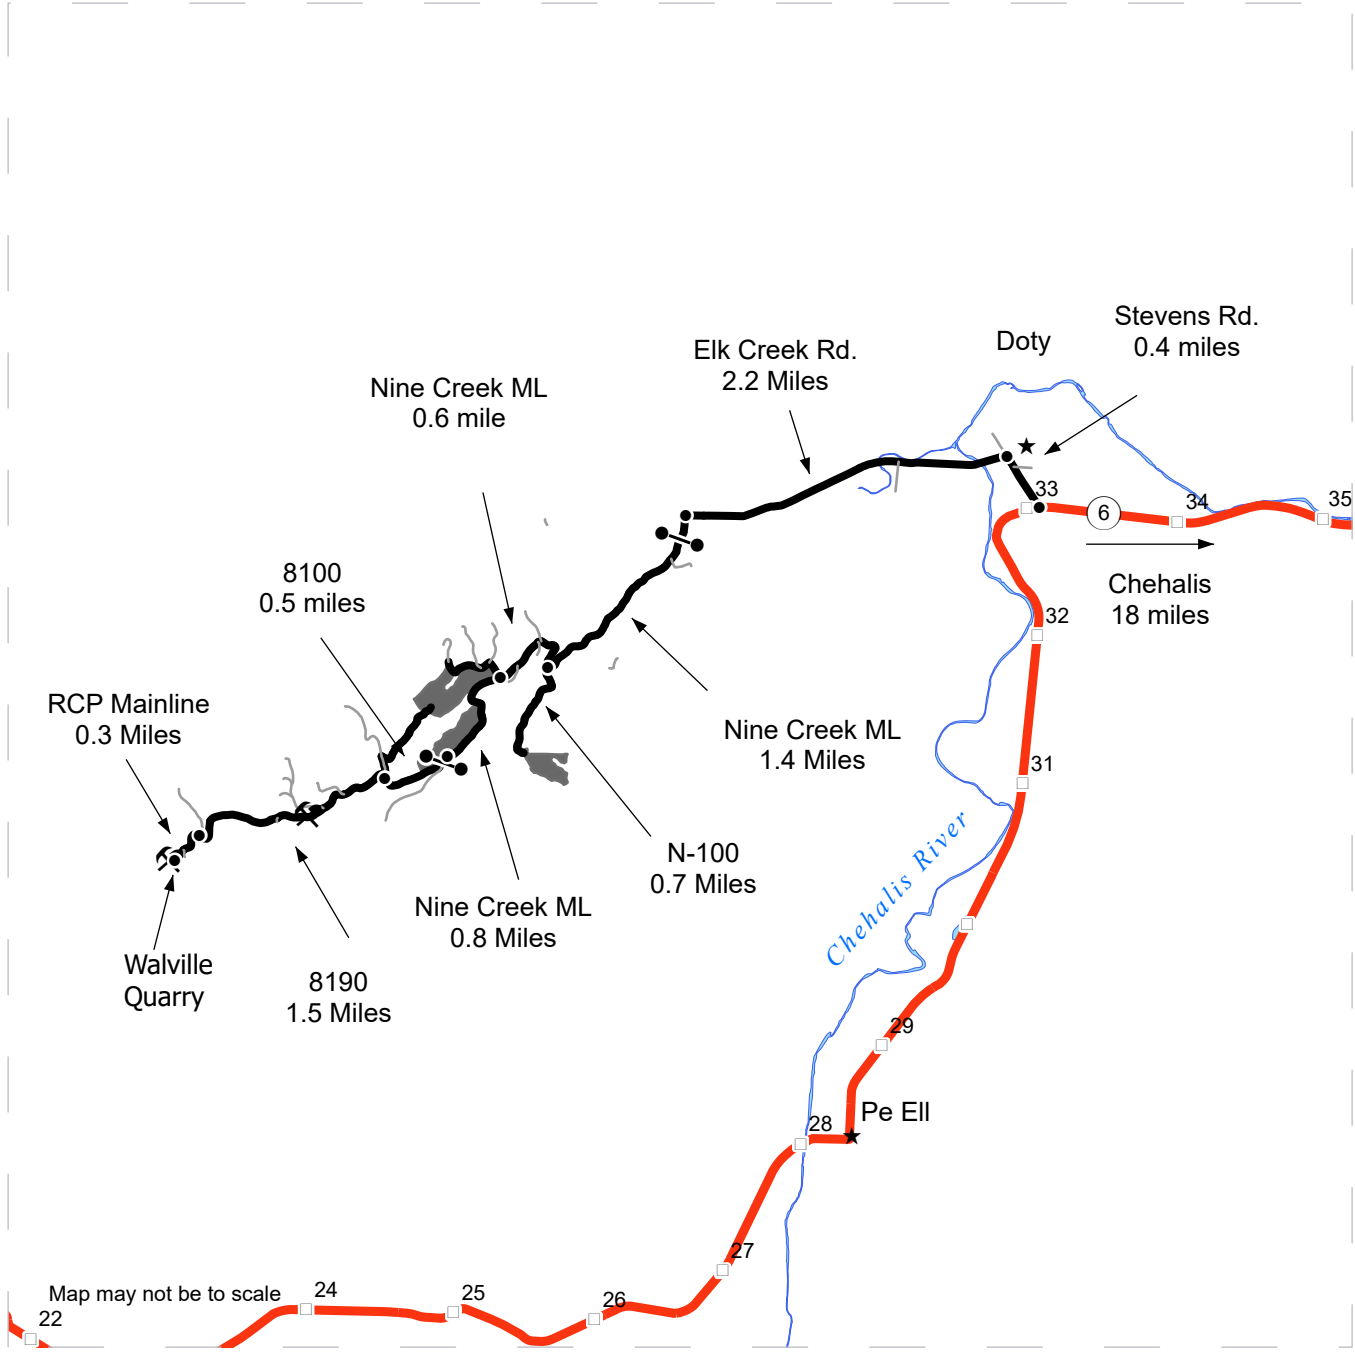 Stevens Rd.
0.4 miles
Doty
Elk Creek Rd.
2.2 Miles
Nine Creek ML
0.6 mile
33
34
35
6
Chehalis
18 miles
8100
0.5 miles
32
RCP Mainline
0.3 Miles
Nine Creek ML
1.4 Miles
31
Chehalis River
N-100
0.7 Miles
Nine Creek ML
0.8 Miles
Walville
Quarry
8190
1.5 Miles
29
Pe Ell
28
27
Map may not be to scale
24
25
26
22